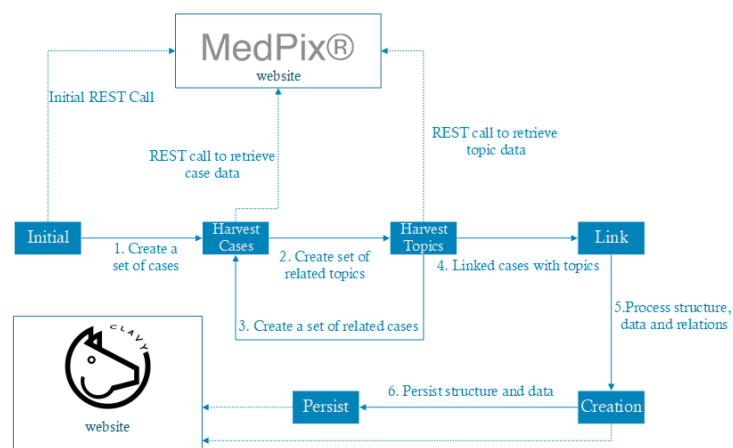 MedPix®
website
Initial REST Call
REST call to retrieve
case data
REST call to retrieve
topic data
Initial
1. Create a
set of cases
Harvest
Cases
2. Create set of
related topics
Harvest
Topics
4. Linked cases with topics
Link
3. Create a set of related cases
5.Process structure,
data and relations
CLAVY
website
Persist
6. Persist structure and data
Creation